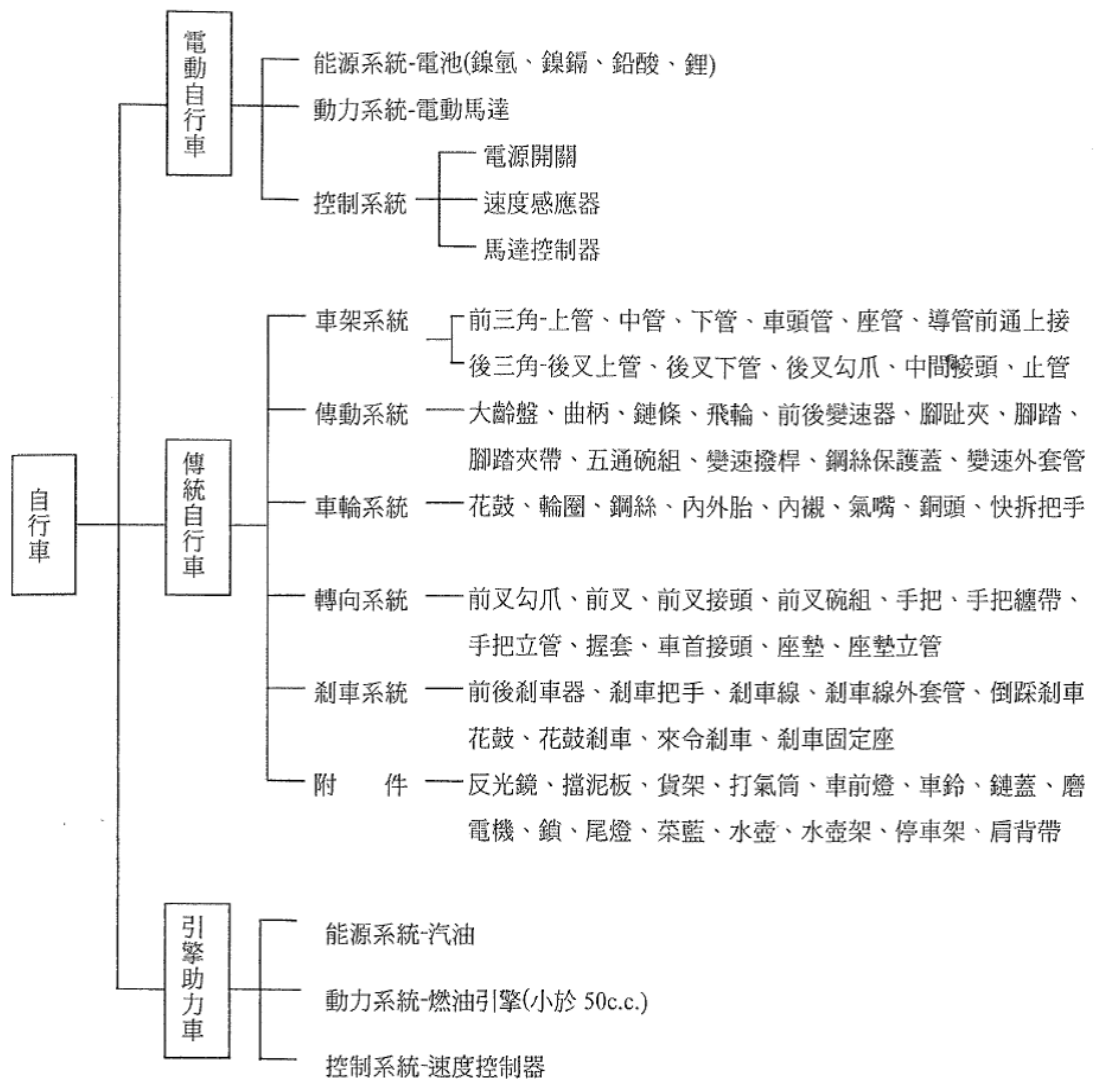 電動自行車
能源系統-電池(鎳氫、鎳鎘、鉛酸、鋰)
動力系統-電動馬達
控制系統
電源開關
速度感應器
馬達控制器
自行車
傳統自行車
車架系統
前三角-上管、中管、下管、車頭管、座管、導管前通上接
後三角-後叉上管、後叉下管、後叉勾爪、中間接頭、止管
傳動系統
大齡盤、曲柄、鏈條、飛輪、前後變速器、腳趾夾、腳踏、
腳踏夾帶、五通碗組、變速撥桿、鋼絲保護蓋、變速外套管
車輪系統
花鼓、輪圈、鋼絲、內外胎、內襯、氣嘴、銅頭、快拆把手
轉向系統
前叉勾爪、前叉、前叉接頭、前叉碗組、手把、手把纏帶、
手把立管、握套、車首接頭、座墊、座墊立管
剎車系統
前後剎車器、剎車把手、剎車線、剎車線外套管、倒踩剎車
花鼓、花鼓剎車、來令剎車、剎車固定座
附 件
反光鏡、擋泥板、貨架、打氣筒、車前燈、車鈴、鏈蓋、磨
電機、鎖、尾燈、菜藍、水壺、水壺架、停車架、肩背帶
引擎助力車
能源系統-汽油
動力系統-燃油引擎(小於 50c.c.)
控制系統-速度控制器